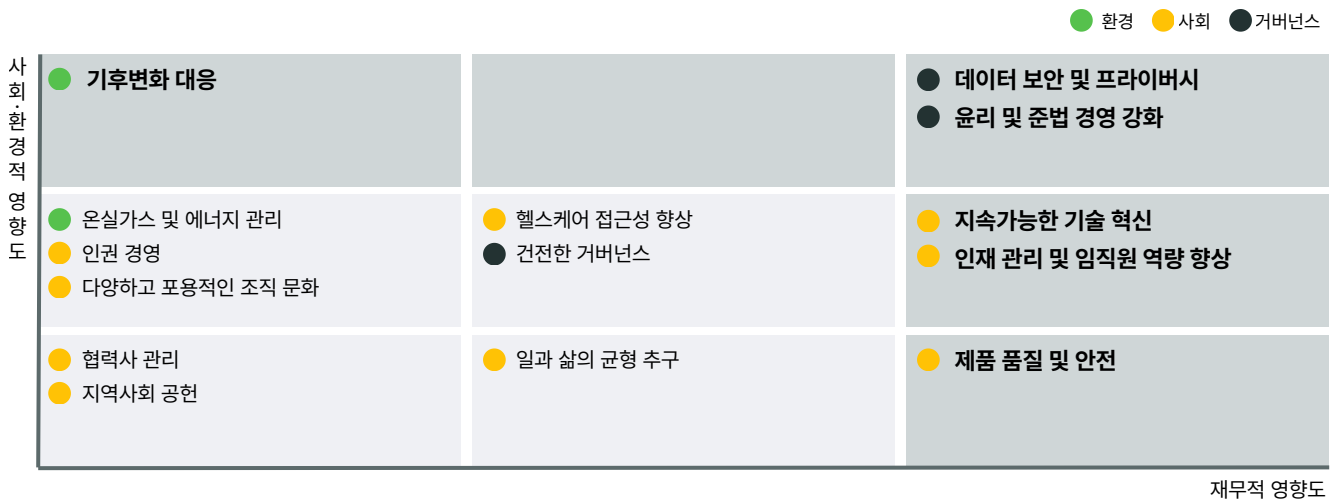 환경
사회
거버넌스
사회·환경적 영향도
기후변화 대응
데이터 보안 및 프라이버시
윤리 및 준법 경영 강화
온실가스 및 에너지 관리
인권 경영
다양하고 포용적인 조직 문화
헬스케어 접근성 향상
건전한 거버넌스
지속가능한 기술 혁신
인재 관리 및 임직원 역량 향상
협력사 관리
지역사회 공헌
일과 삶의 균형 추구
제품 품질 및 안전
재무적 영향도